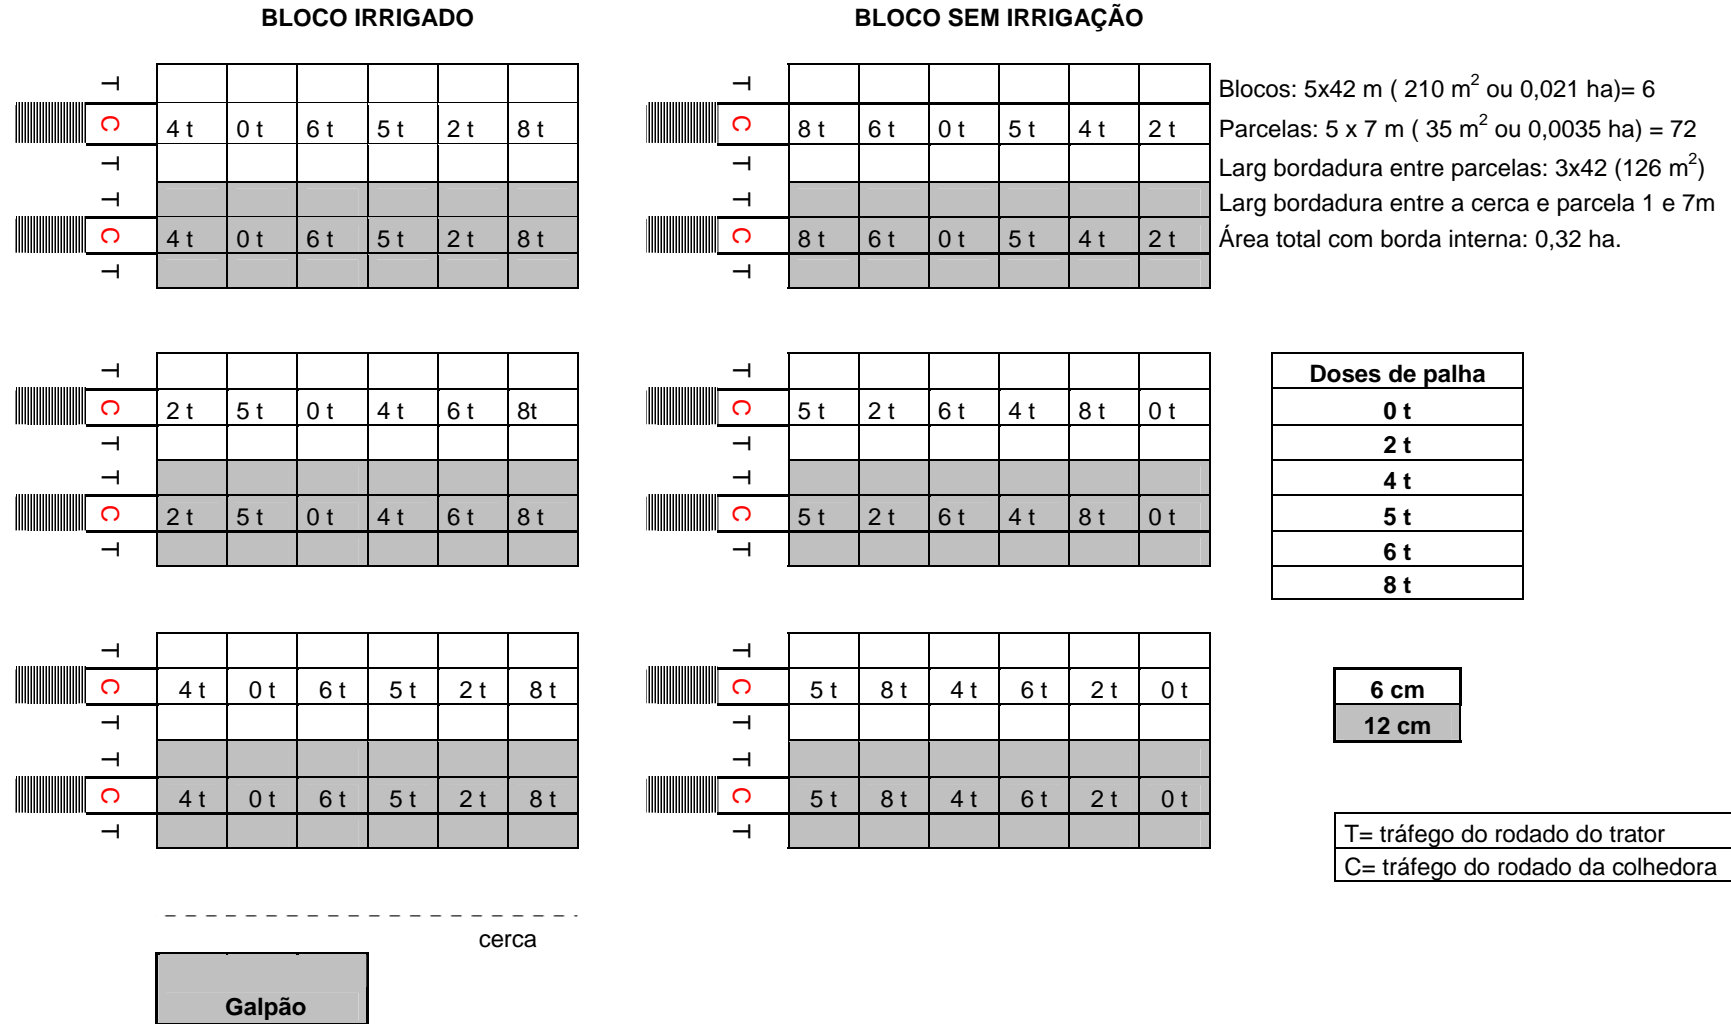 BLOCO IRRIGADO
BLOCO SEM IRRIGAÇÃO
T
T
Blocos: 5x42 m ( 210 m² ou 0,021 ha)= 6
C 4 t 0 t 6 t 5 t 2 t 8 t
C 8 t 6 t 0 t 5 t 4 t 2 t
Parcelas: 5 x 7 m ( 35 m² ou 0,0035 ha) = 72
T
T
Larg bordadura entre parcelas: 3x42 (126 m²)
T
T
Larg bordadura entre a cerca e parcela 1 e 7m
C 4 t 0 t 6 t 5 t 2 t 8 t
C 8 t 6 t 0 t 5 t 4 t 2 t
Área total com borda interna: 0,32 ha.
T
T
T
T
C 2 t 5 t 0 t 4 t 6 t 8t
C 5 t 2 t 6 t 4 t 8 t 0 t
T
T
T
T
C 2 t 5 t 0 t 4 t 6 t 8 t
C 5 t 2 t 6 t 4 t 8 t 0 t
T
T
Doses de palha
0 t
2 t
4 t
5 t
6 t
8 t
T
T
C 4 t 0 t 6 t 5 t 2 t 8 t
C 5 t 8 t 4 t 6 t 2 t 0 t
T
T
T
T
C 4 t 0 t 6 t 5 t 2 t 8 t
C 5 t 8 t 4 t 6 t 2 t 0 t
T
T
6 cm
12 cm
T= tráfego do rodado do trator
C= tráfego do rodado da colhedora
cerca
Galpão